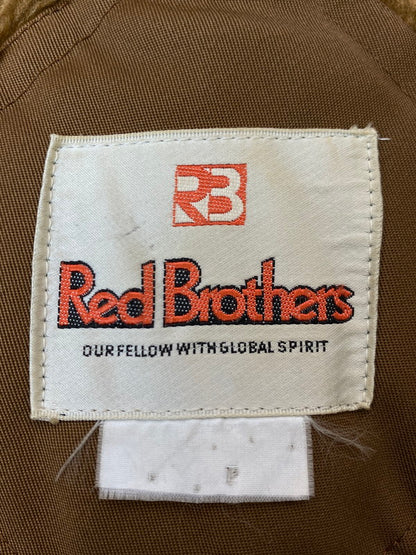 RB
Red Brothers
OUR FELLOW WITH GLOBAL SPIRIT
P